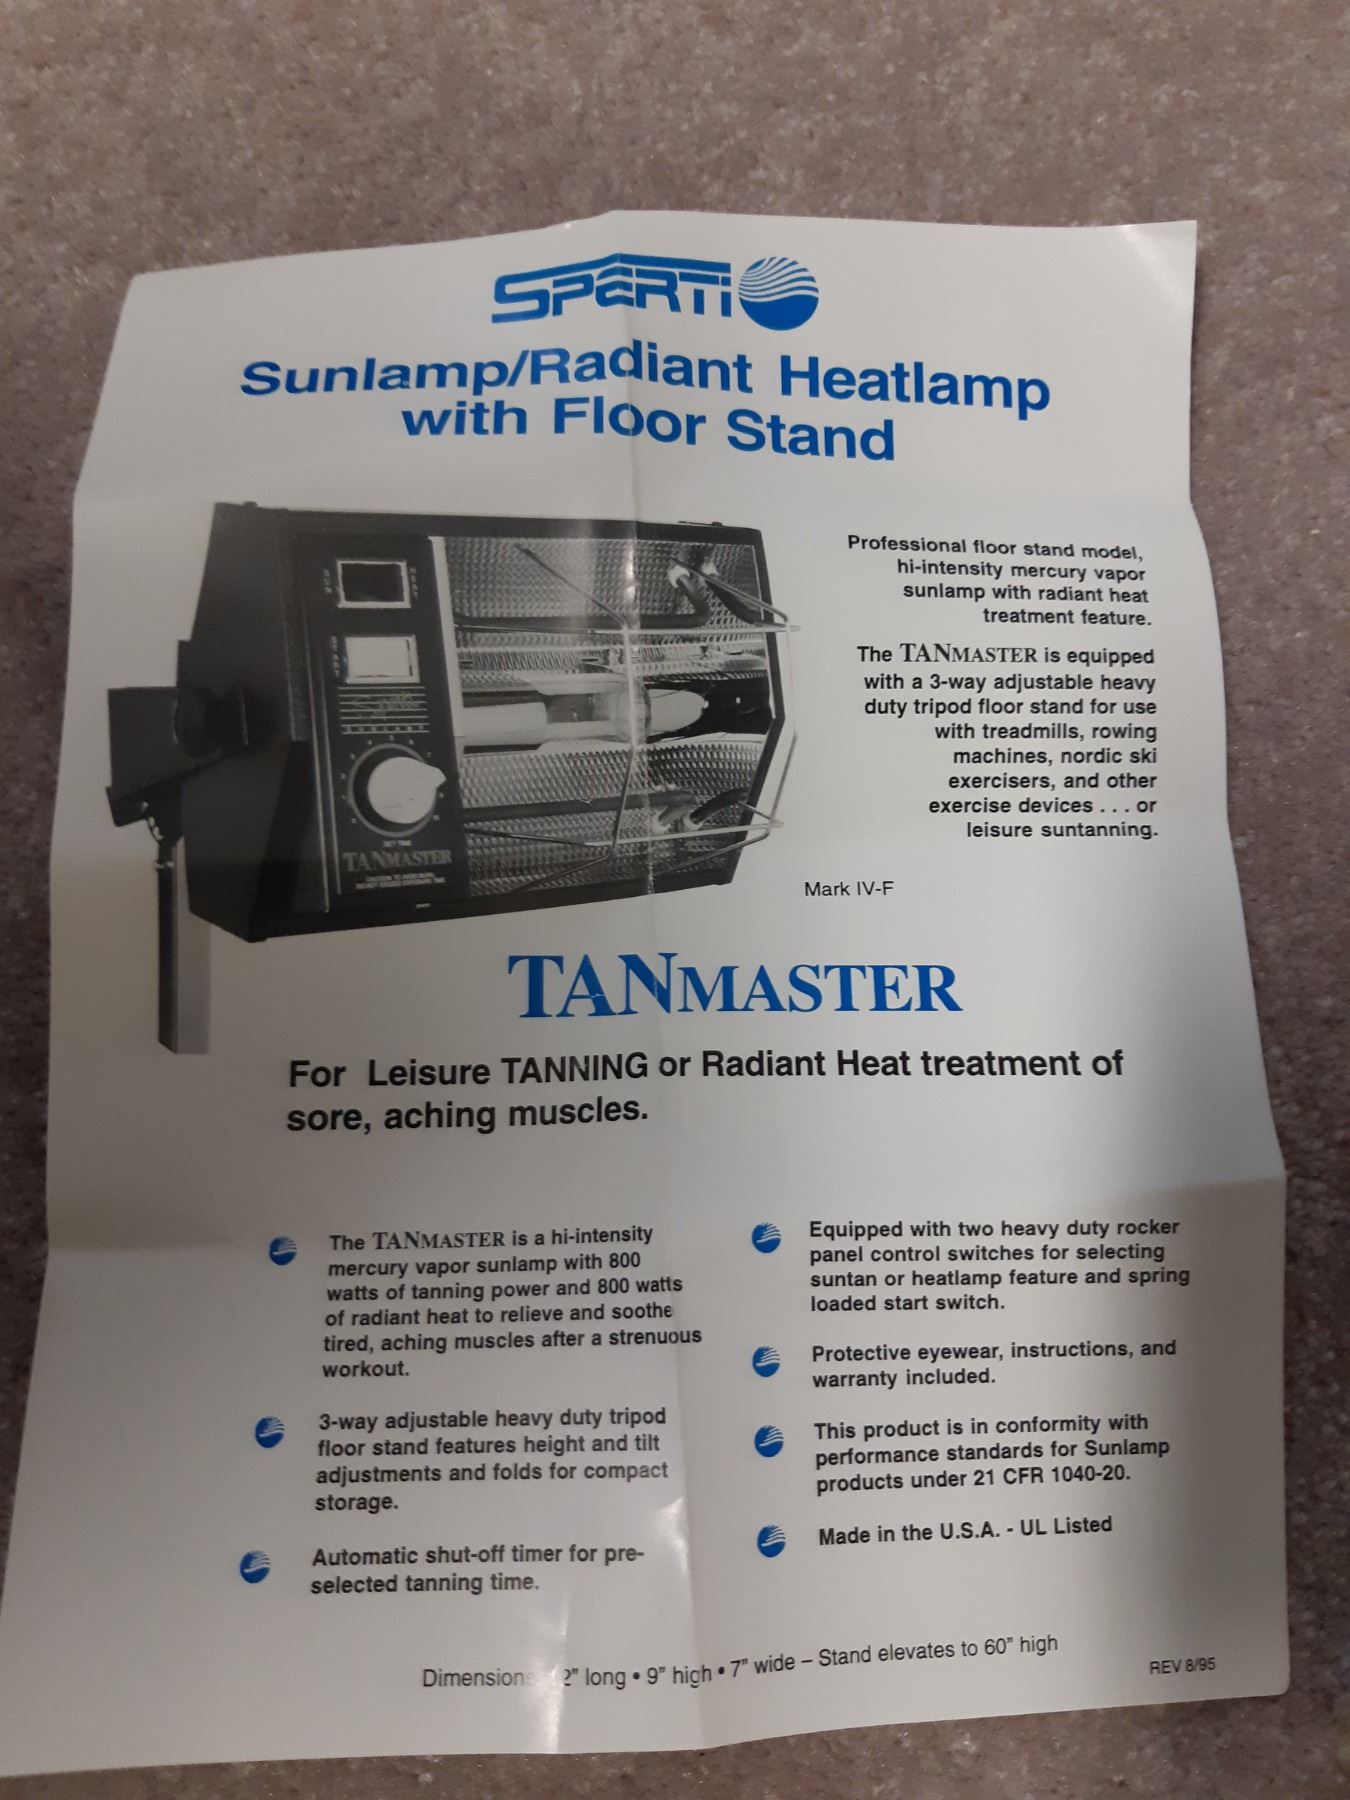 SPERTI
Sunlamp/Radiant Heatlamp
with Floor Stand
Professional floor stand model,
hi-intensity mercury vapor
sunlamp with radiant heat
treatment feature.
The TANMASTER is equipped
with a 3-way adjustable heavy
duty tripod floor stand for use
with treadmills, rowing
machines, nordic ski
exercisers, and other
exercise devices . . . or
leisure suntanning.
SUN
HEAT
START
SET TIME
TANMASTER
Mark IV-F
TANMASTER
For Leisure TANNING or Radiant Heat treatment of
sore, aching muscles.
The TANMASTER is a hi-intensity
mercury vapor sunlamp with 800
watts of tanning power and 800 watts
of radiant heat to relieve and soothe
tired, aching muscles after a strenuous
workout.
3-way adjustable heavy duty tripod
floor stand features height and tilt
adjustments and folds for compact
storage.
Automatic shut-off timer for pre-
selected tanning time.
Equipped with two heavy duty rocker
panel control switches for selecting
suntan or heatlamp feature and spring
loaded start switch.
Protective eyewear, instructions, and
warranty included.
This product is in conformity with
performance standards for Sunlamp
products under 21 CFR 1040-20.
Made in the U.S.A. - UL Listed
Dimensions 2" long • 9" high • 7" wide – Stand elevates to 60" high
REV 8/95